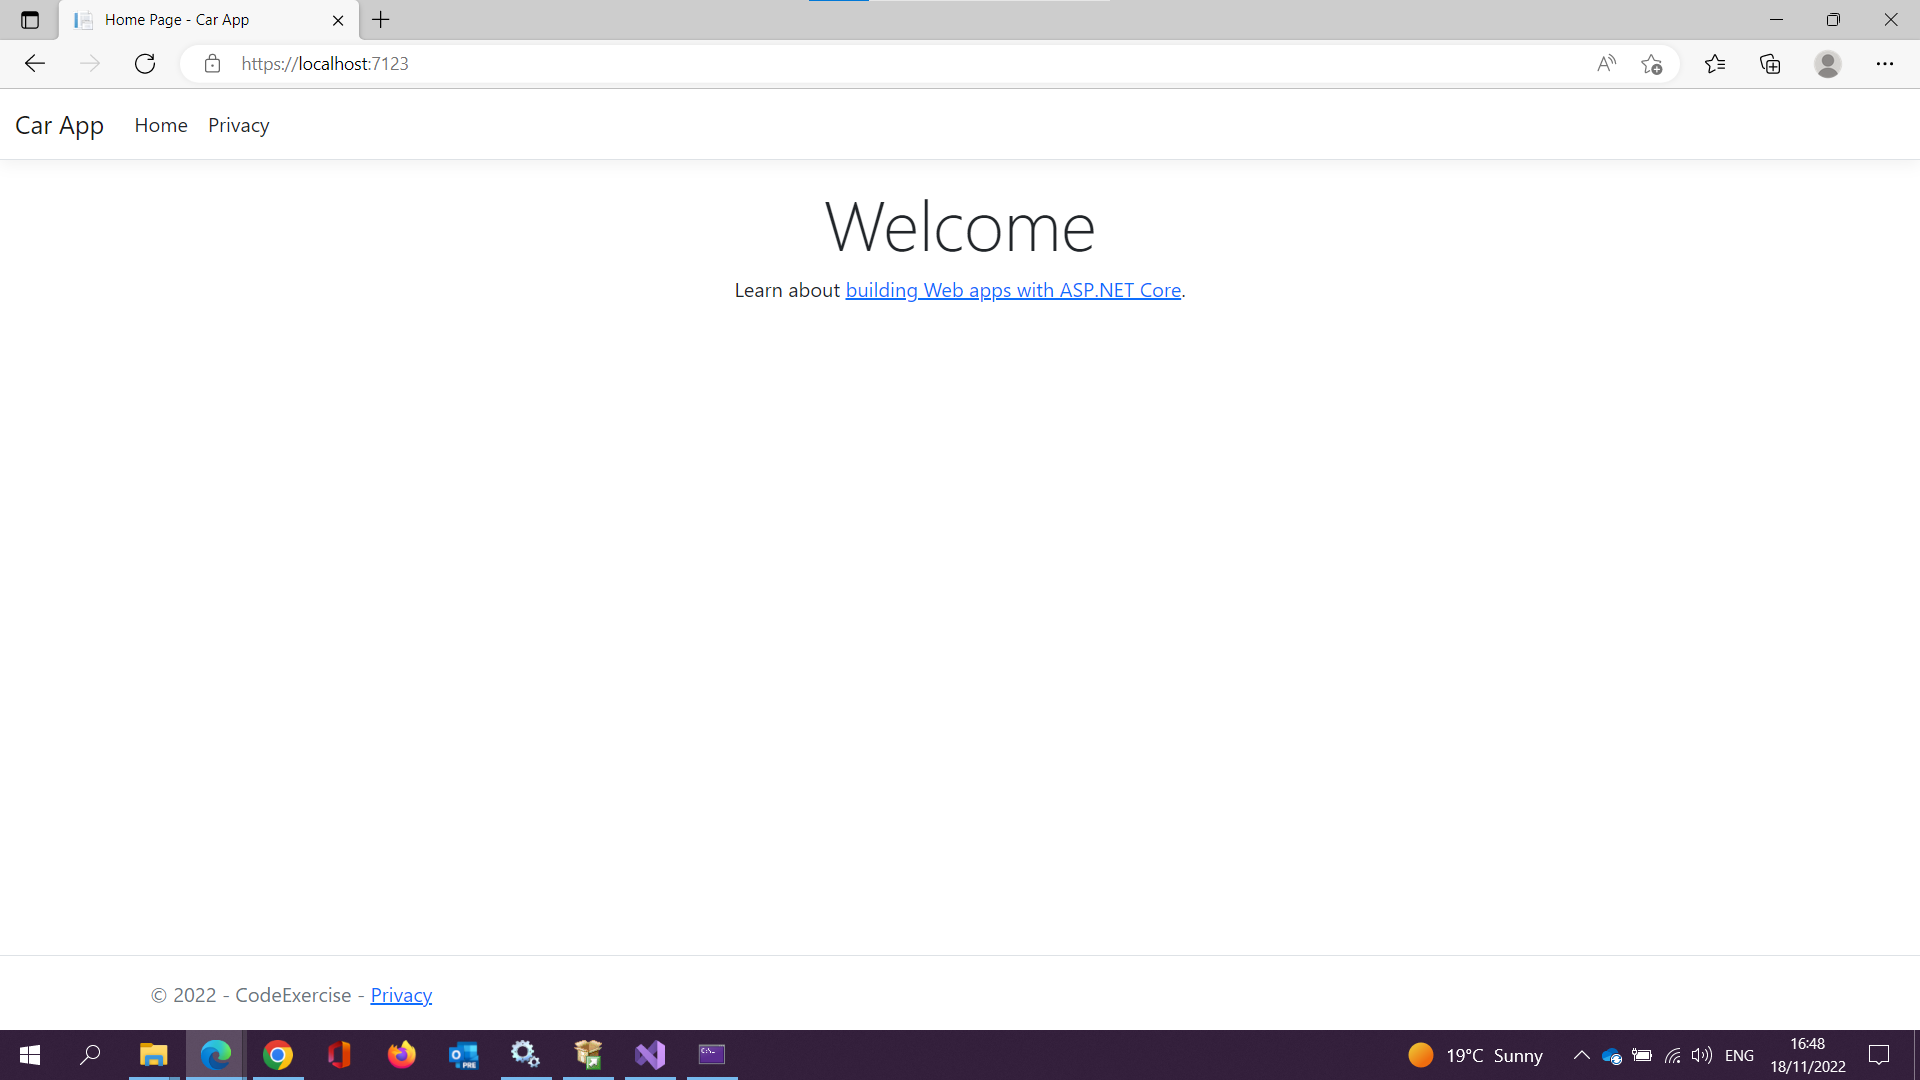 Home Page - Car App
https://localhost:7123
Car App Home Privacy
Welcome
Learn about building Web apps with ASP.NET Core.
© 2022 - CodeExercise - Privacy
19°C Sunny
ENG
16:48
18/11/2022
PRE
C:\.